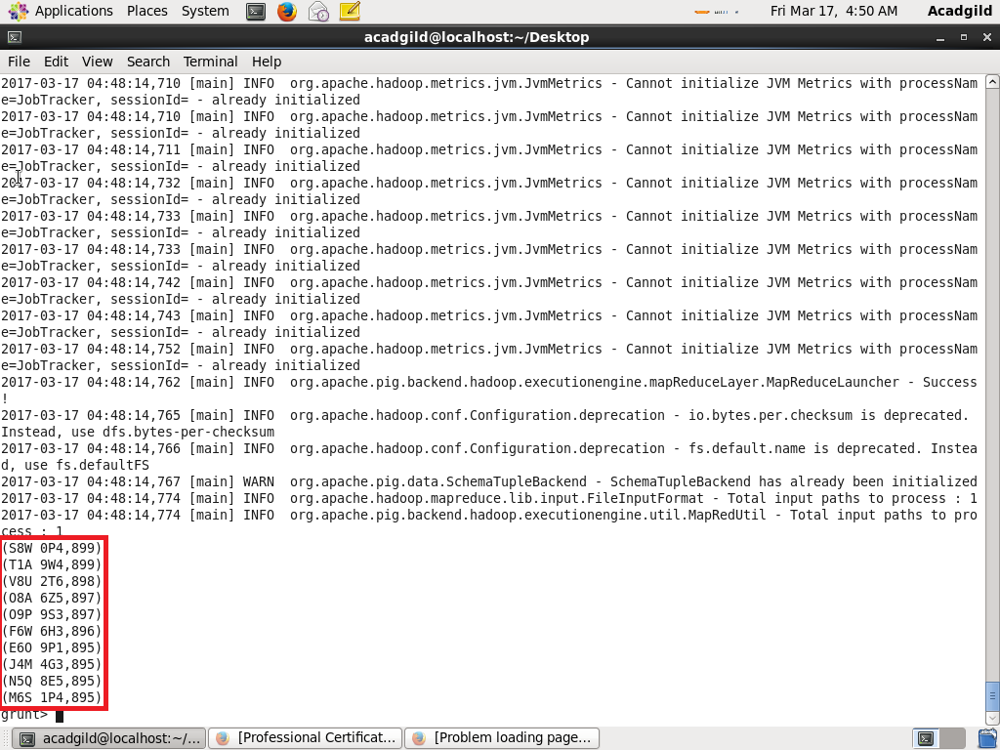 Applications Places System Fri Mar 17, 4:50 AM Acadgild
acadgild@localhost:~/Desktop
File Edit View Search Terminal Help
2017-03-17 04:48:14,710 [main] INFO  org.apache.hadoop.metrics.jvm.JvmMetrics - Cannot initialize JVM Metrics with processNam
e=JobTracker, sessionId= - already initialized
2017-03-17 04:48:14,710 [main] INFO  org.apache.hadoop.metrics.jvm.JvmMetrics - Cannot initialize JVM Metrics with processNam
e=JobTracker, sessionId= - already initialized
2017-03-17 04:48:14,711 [main] INFO  org.apache.hadoop.metrics.jvm.JvmMetrics - Cannot initialize JVM Metrics with processNam
e=JobTracker, sessionId= - already initialized
2017-03-17 04:48:14,732 [main] INFO  org.apache.hadoop.metrics.jvm.JvmMetrics - Cannot initialize JVM Metrics with processNam
e=JobTracker, sessionId= - already initialized
2017-03-17 04:48:14,733 [main] INFO  org.apache.hadoop.metrics.jvm.JvmMetrics - Cannot initialize JVM Metrics with processNam
e=JobTracker, sessionId= - already initialized
2017-03-17 04:48:14,733 [main] INFO  org.apache.hadoop.metrics.jvm.JvmMetrics - Cannot initialize JVM Metrics with processNam
e=JobTracker, sessionId= - already initialized
2017-03-17 04:48:14,742 [main] INFO  org.apache.hadoop.metrics.jvm.JvmMetrics - Cannot initialize JVM Metrics with processNam
e=JobTracker, sessionId= - already initialized
2017-03-17 04:48:14,743 [main] INFO  org.apache.hadoop.metrics.jvm.JvmMetrics - Cannot initialize JVM Metrics with processNam
e=JobTracker, sessionId= - already initialized
2017-03-17 04:48:14,752 [main] INFO  org.apache.hadoop.metrics.jvm.JvmMetrics - Cannot initialize JVM Metrics with processNam
e=JobTracker, sessionId= - already initialized
2017-03-17 04:48:14,762 [main] INFO  org.apache.pig.backend.hadoop.executionengine.mapReduceLayer.MapReduceLauncher - Success
!
2017-03-17 04:48:14,765 [main] INFO  org.apache.hadoop.conf.Configuration.deprecation - io.bytes.per.checksum is deprecated.
Instead, use dfs.bytes-per-checksum
2017-03-17 04:48:14,766 [main] INFO  org.apache.hadoop.conf.Configuration.deprecation - fs.default.name is deprecated. Instea
d, use fs.defaultFS
2017-03-17 04:48:14,767 [main] WARN  org.apache.pig.data.SchemaTupleBackend - SchemaTupleBackend has already been initialized
2017-03-17 04:48:14,774 [main] INFO  org.apache.hadoop.mapreduce.lib.input.FileInputFormat - Total input paths to process : 1
2017-03-17 04:48:14,774 [main] INFO  org.apache.pig.backend.hadoop.executionengine.util.MapRedUtil - Total input paths to pro
cess : 1
(S8W 0P4,899)
(T1A 9W4,899)
(V8U 2T6,898)
(O8A 6Z5,897)
(O9P 9S3,897)
(F6W 6H3,896)
(E6O 9P1,895)
(J4M 4G3,895)
(N5Q 8E5,895)
(M6S 1P4,895)
grunt>
acadgild@localhost:~/... [Professional Certificat... [Problem loading page...